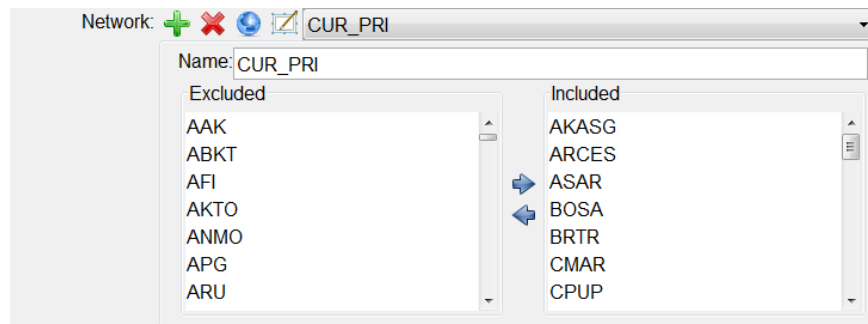 Network: CUR_PRI
Name: CUR_PRI
Excluded
AAK
ABKT
AFI
AKTO
ANMO
APG
ARU
Included
AKASG
ARCES
ASAR
BOSA
BRTR
CMAR
CPUP